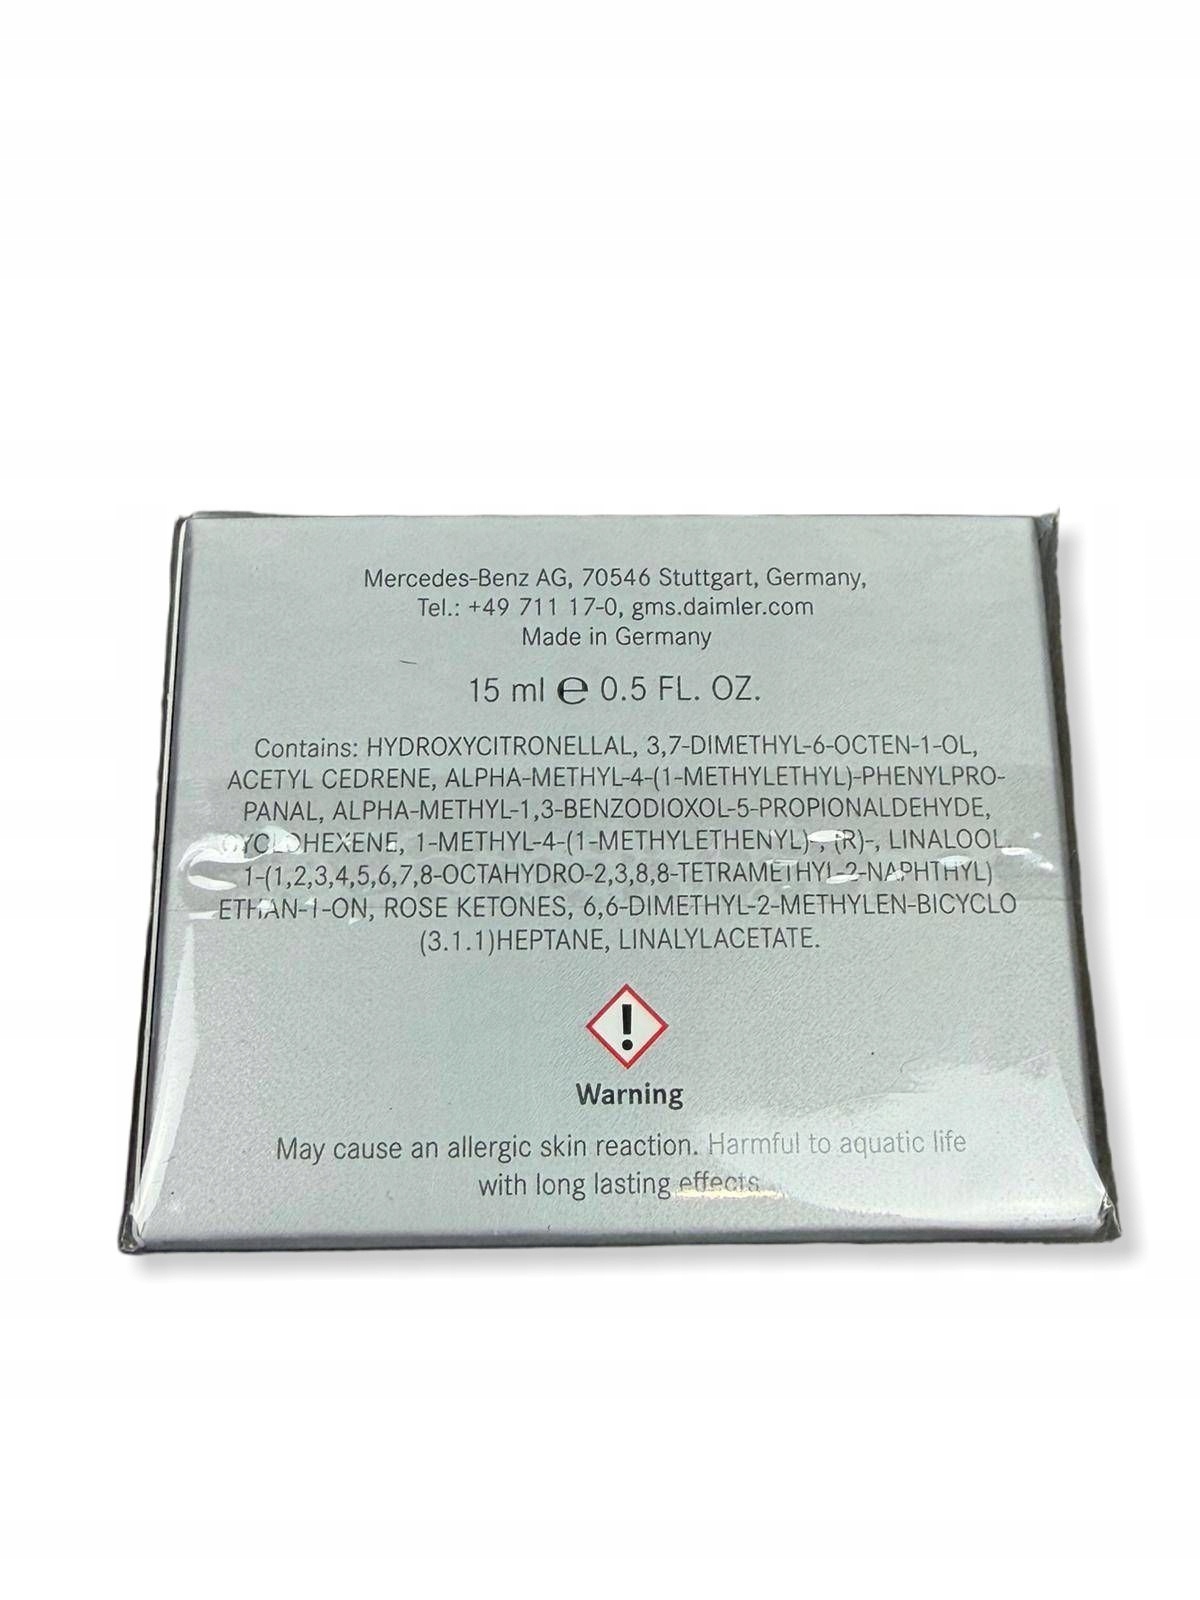 Mercedes-Benz AG, 70546 Stuttgart, Germany,
Tel.: +49 711 17-0, gms.daimler.com
Made in Germany
15 ml ℮ 0.5 FL. OZ.
Contains: HYDROXYCITRONELLAL, 3,7-DIMETHYL-6-OCTEN-1-OL,
ACETYL CEDRENE, ALPHA-METHYL-4-(1-METHYLETHYL)-PHENYLPRO-
PANAL, ALPHA-METHYL-1,3-BENZODIOXOL-5-PROPIONALDEHYDE,
CYCLOHEXENE, 1-METHYL-4-(1-METHYLETHENYL)-, (R)-, LINALOOL,
1-(1,2,3,4,5,6,7,8-OCTAHYDRO-2,3,8,8-TETRAMETHYL-2-NAPHTHYL)
ETHAN-1-ON, ROSE KETONES, 6,6-DIMETHYL-2-METHYLEN-BICYCLO
(3.1.1)HEPTANE, LINALYLACETATE.
!
Warning
May cause an allergic skin reaction. Harmful to aquatic life
with long lasting effects.